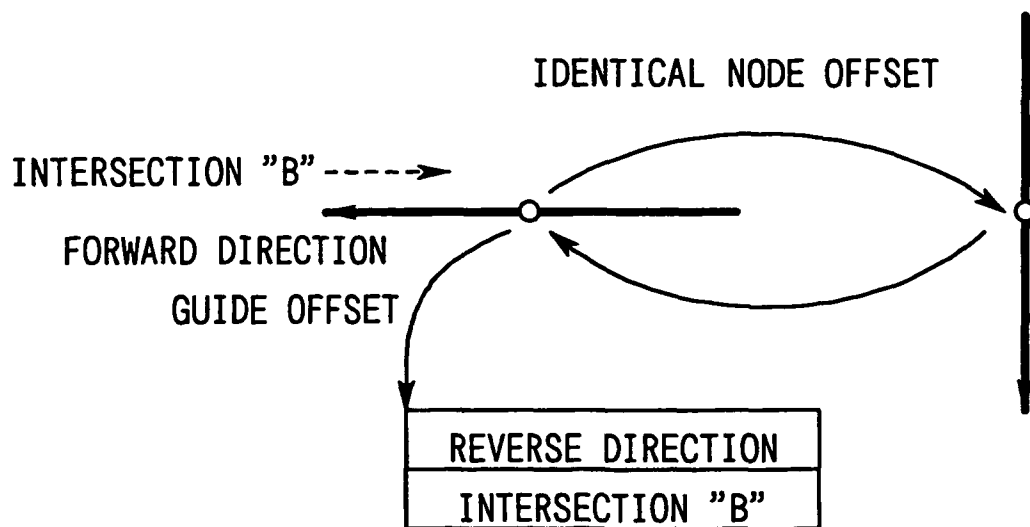 IDENTICAL NODE OFFSET
INTERSECTION "B"
FORWARD DIRECTION
GUIDE OFFSET
REVERSE DIRECTION
INTERSECTION "B"